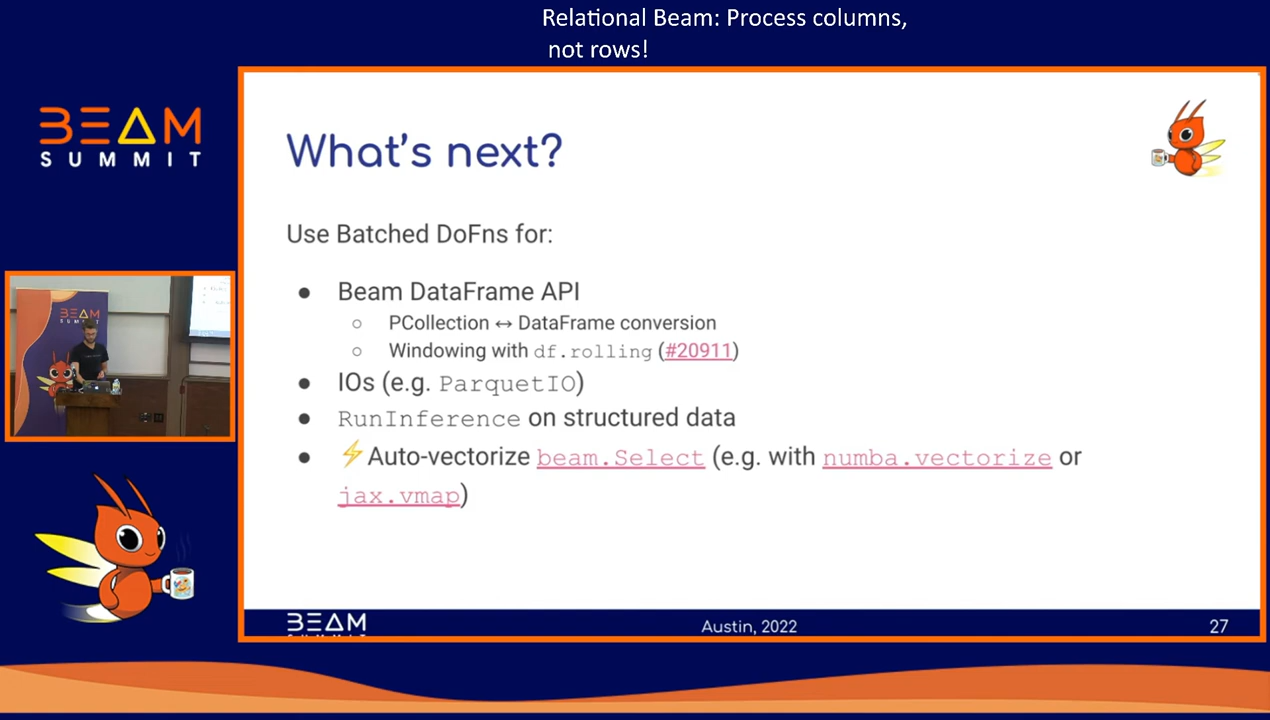 Relational Beam: Process columns,
not rows!
BEAM
SUMMIT
What's next?
Use Batched DoFns for:
● Beam DataFrame API
○ PCollection ↔ DataFrame conversion
○ Windowing with df.rolling (#20911)
● IOs (e.g. ParquetIO)
● RunInference on structured data
● ⚡Auto-vectorize beam.Select (e.g. with numba.vectorize or
jax.vmap)
BEAM
SUMMIT
BEAM
Austin, 2022
27